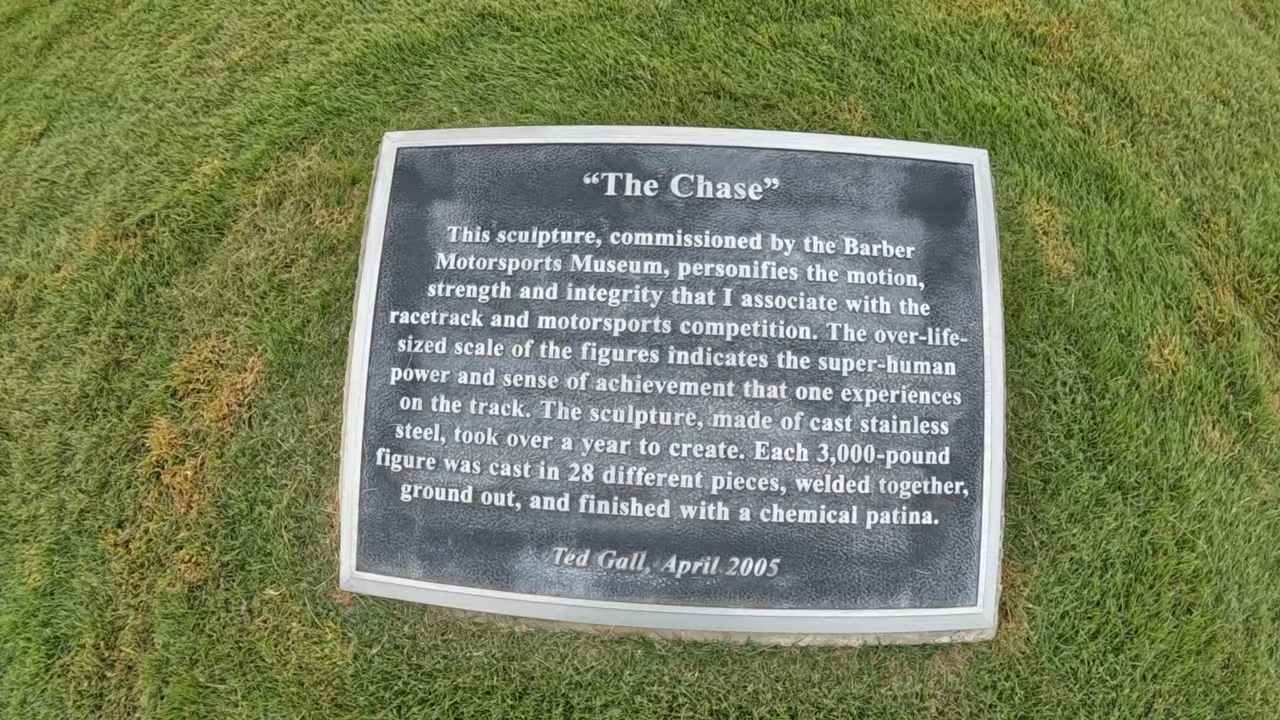 “The Chase”
This sculpture, commissioned by the Barber
Motorsports Museum, personifies the motion,
strength and integrity that I associate with the
racetrack and motorsports competition. The over-life-
sized scale of the figures indicates the super-human
power and sense of achievement that one experiences
on the track. The sculpture, made of cast stainless
steel, took over a year to create. Each 3,000-pound
figure was cast in 28 different pieces, welded together,
ground out, and finished with a chemical patina.
Ted Gall, April 2005